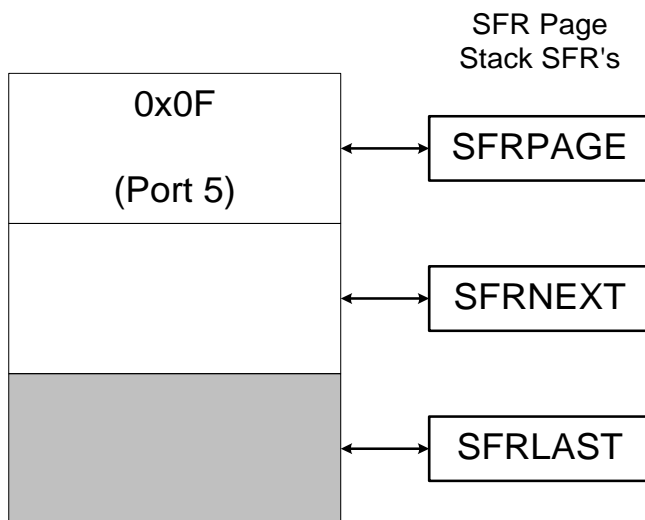 SFR Page
Stack SFR's
0x0F
(Port 5)
SFRPAGE
SFRNEXT
SFRLAST